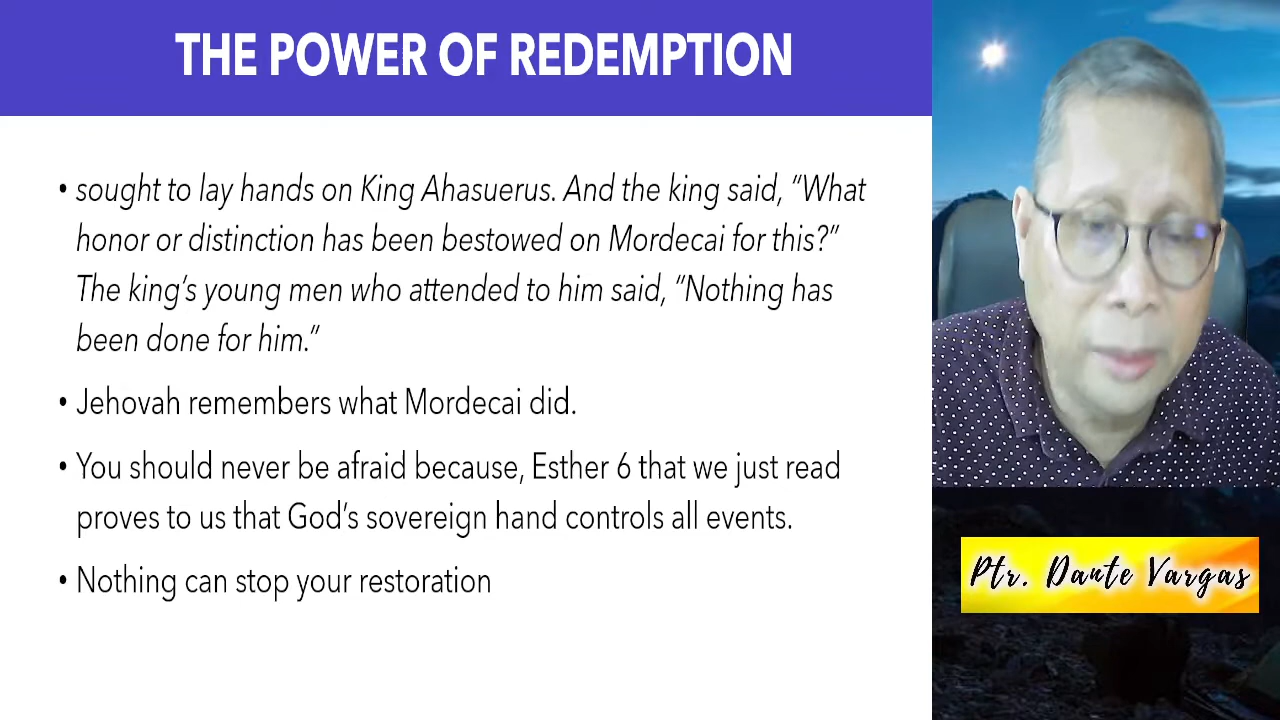 THE POWER OF REDEMPTION
• sought to lay hands on King Ahasuerus. And the king said, “What
honor or distinction has been bestowed on Mordecai for this?”
The king’s young men who attended to him said, “Nothing has
been done for him.”
• Jehovah remembers what Mordecai did.
• You should never be afraid because, Esther 6 that we just read
proves to us that God’s sovereign hand controls all events.
• Nothing can stop your restoration
Ptr. Dante Vargas